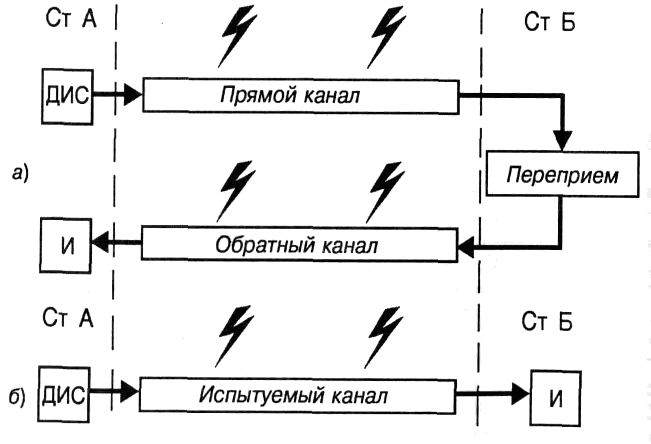 Ст А Ст Б
ДИС Прямой канал
а) Переприем
И Обратный канал
Ст А Ст Б
б) ДИС Испытуемый канал И